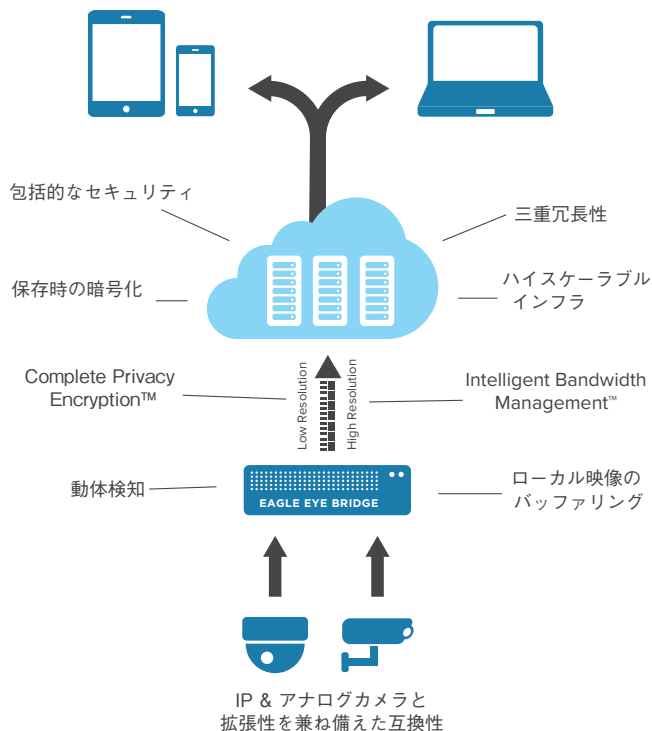 包括的なセキュリティ
三重冗長性
保存時の暗号化
ハイスケーラブル
インフラ
Complete Privacy
Encryption™
Low Resolution
High Resolution
Intelligent Bandwidth
Management™
動体検知
EAGLE EYE BRIDGE
ローカル映像の
バッファリング
IP & アナログカメラと
拡張性を兼ね備えた互換性